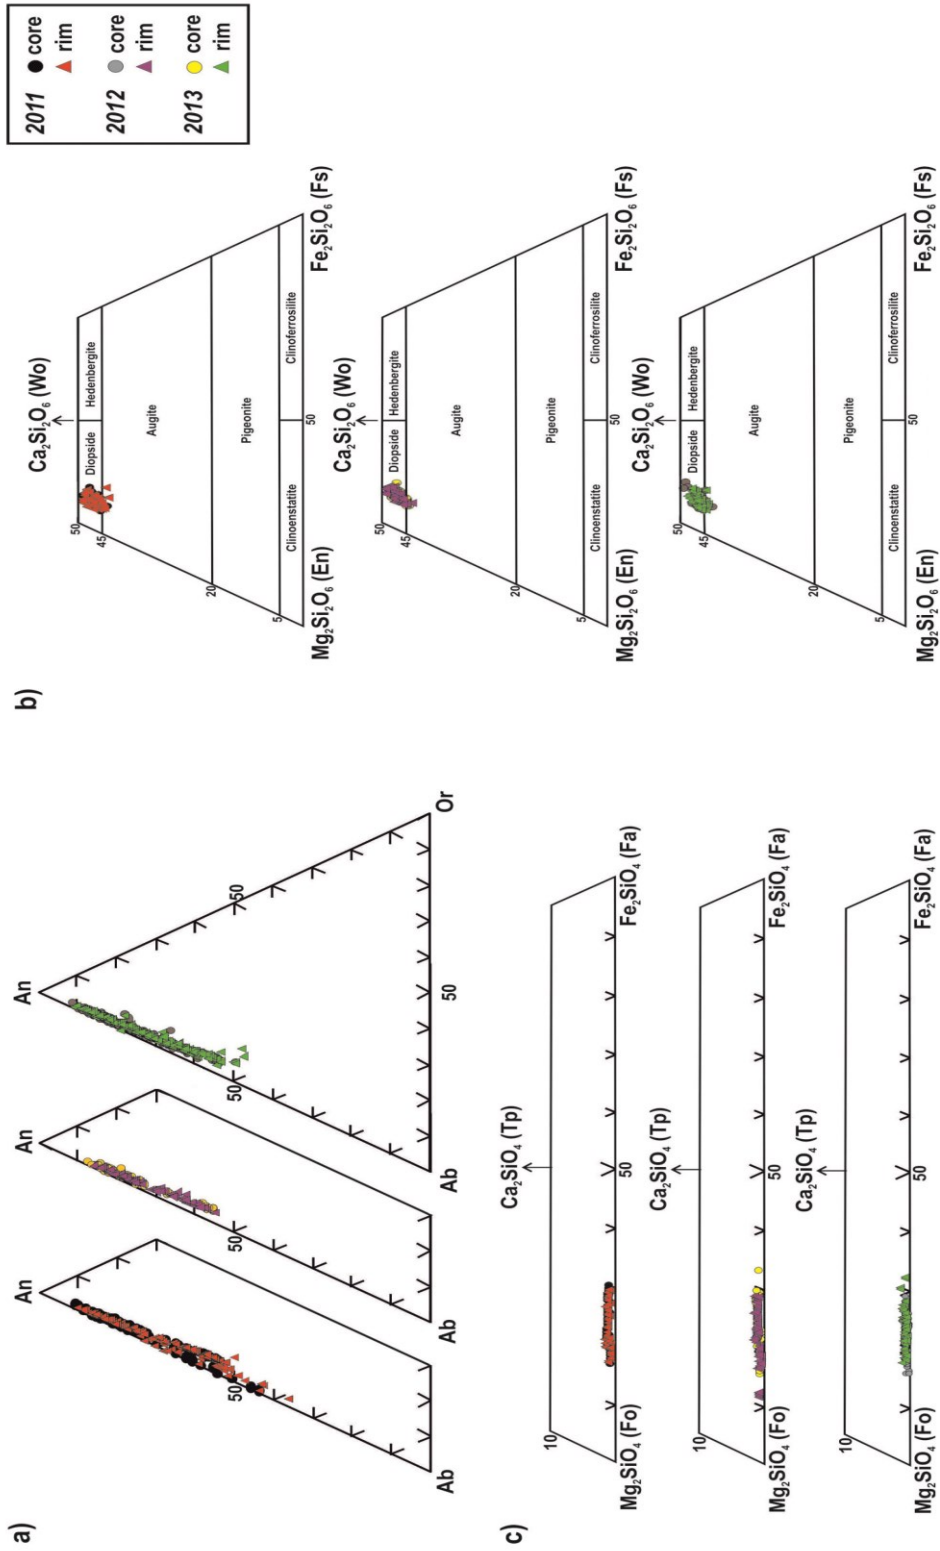 a)
An
50
Ab
An
50
Ab
An
50
50
Ab
50
Or
b)
2011 core
rim
2012 core
rim
2013 core
rim
Ca2Si2O6 (Wo)
50
Diopside
Hedenbergite
45
Augite
20
Pigeonite
5
Clinoenstatite
Clinoferrosilite
50
Mg2Si2O6 (En)
Fe2Si2O6 (Fs)
Ca2Si2O6 (Wo)
50
Diopside
Hedenbergite
45
Augite
20
Pigeonite
5
Clinoenstatite
Clinoferrosilite
50
Mg2Si2O6 (En)
Fe2Si2O6 (Fs)
Ca2Si2O6 (Wo)
50
Diopside
Hedenbergite
45
Augite
20
Pigeonite
5
Clinoenstatite
Clinoferrosilite
50
Mg2Si2O6 (En)
Fe2Si2O6 (Fs)
c)
Ca2SiO4 (Tp)
10
50
Mg2SiO4 (Fo)
Fe2SiO4 (Fa)
Ca2SiO4 (Tp)
10
50
Mg2SiO4 (Fo)
Fe2SiO4 (Fa)
Ca2SiO4 (Tp)
10
50
Mg2SiO4 (Fo)
Fe2SiO4 (Fa)